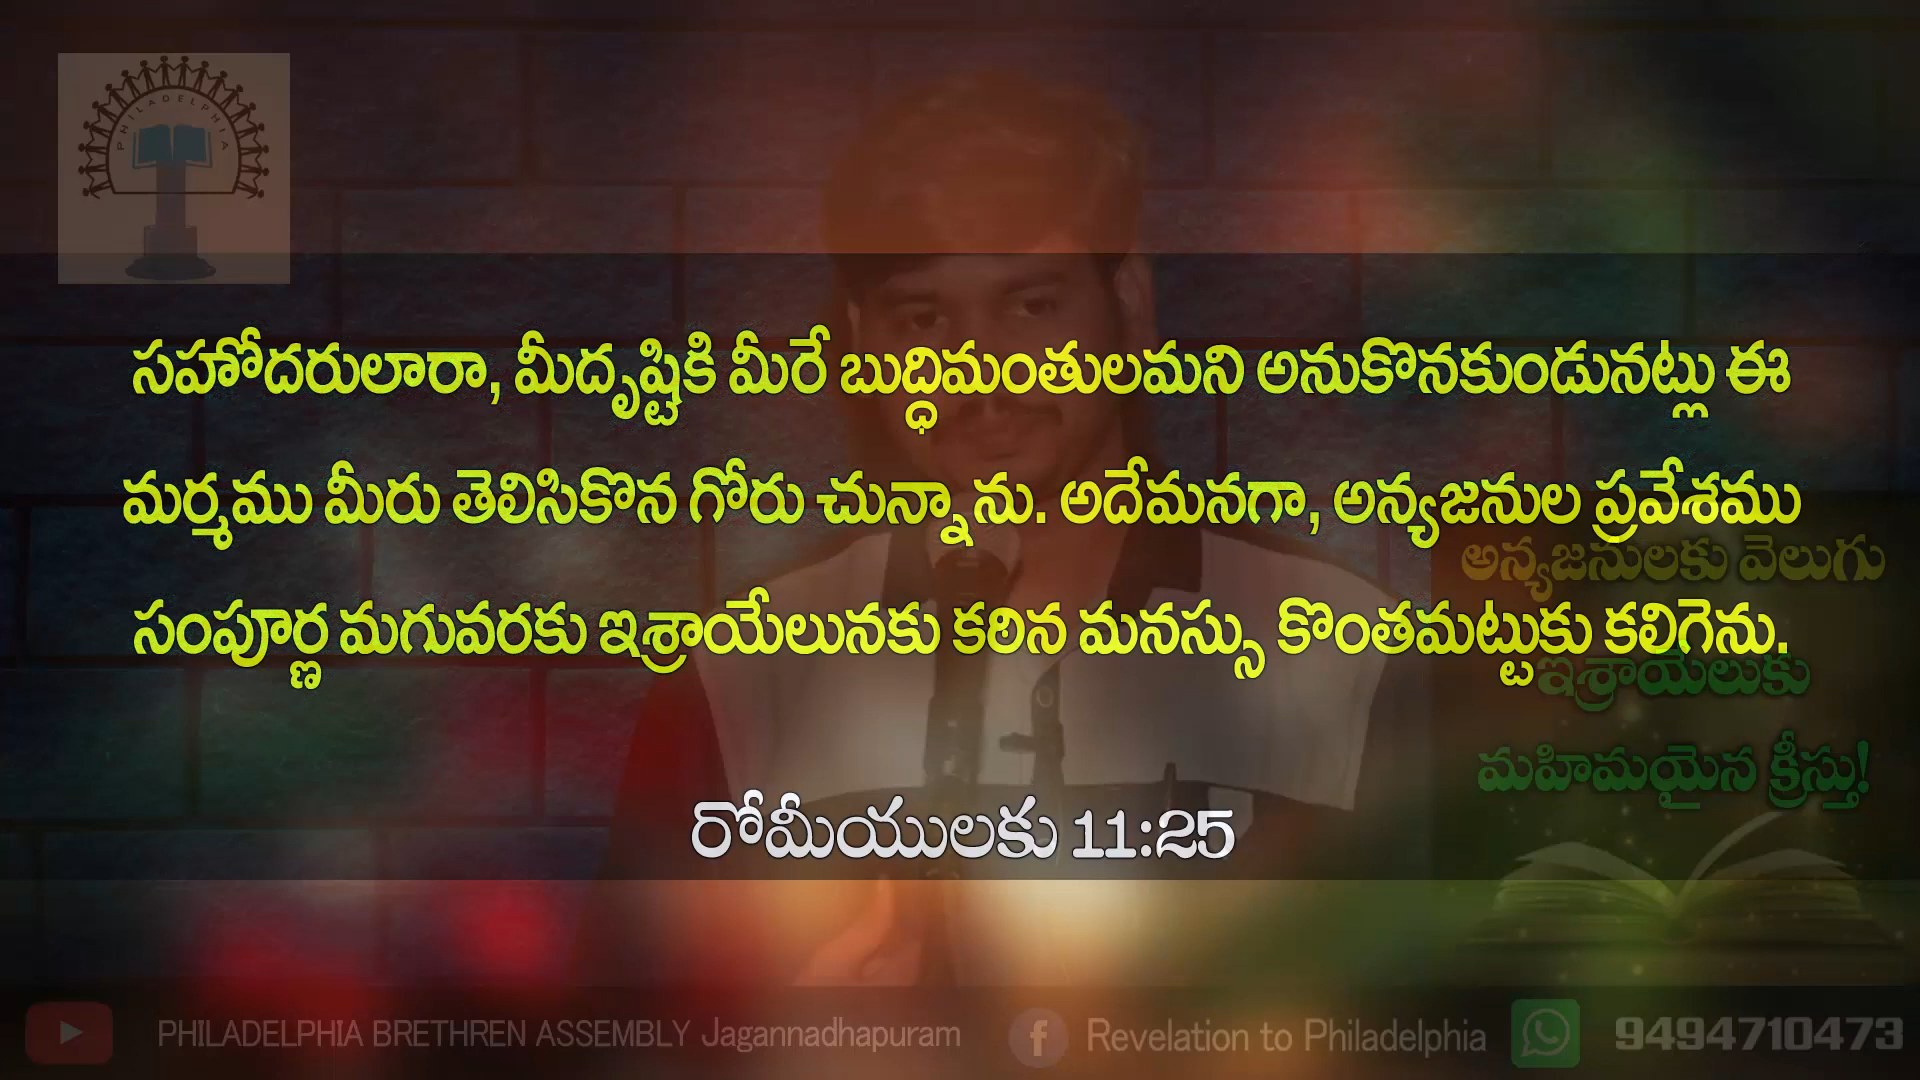 PHILADELPHIA
సహోదరులారా, మీదృష్టికి మీరే బుద్ధిమంతులమని అనుకొనకుండునట్లు ఈ
మర్మము మీరు తెలిసికొన గోరు చున్నాను. అదేమనగా, అన్యజనుల ప్రవేశము
సంపూర్ణ మగువరకు ఇశ్రాయేలునకు కఠిన మనస్సు కొంతమట్టుకు కలిగెను.
రోమీయులకు 11:25
అన్యజనులకు వెలుగు
ఇశ్రాయేలుకు
మహిమయైన క్రీస్తు!
PHILADELPHIA BRETHREN ASSEMBLY Jagannadhapuram
Revelation to Philadelphia
9494710473